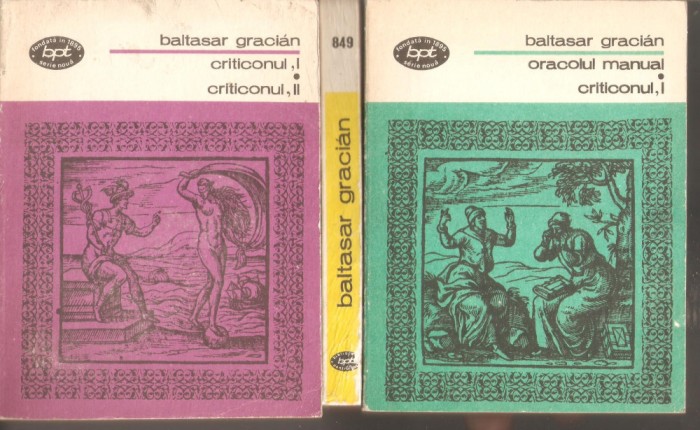 fondată în 1895
bpt
serie nouă
baltasar gracián
criticonul, I
criticonul, II
849
baltasar gracián
bpt
fondată în 1895
bpt
serie nouă
baltasar gracián
oracolul manual
criticonul, I